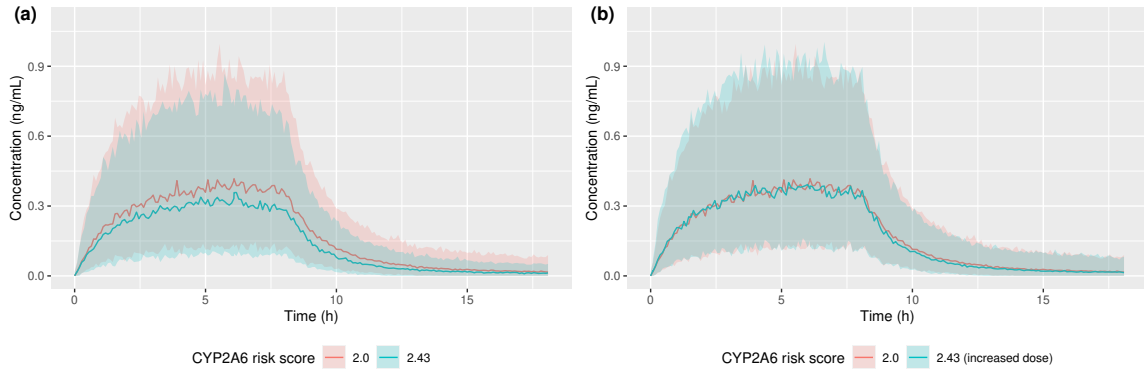 (a)
Concentration (ng/mL)
0.9
0.6
0.3
0.0
0 5 10 15
Time (h)
CYP2A6 risk score 2.0 2.43
(b)
Concentration (ng/mL)
0.9
0.6
0.3
0.0
0 5 10 15
Time (h)
CYP2A6 risk score 2.0 2.43 (increased dose)